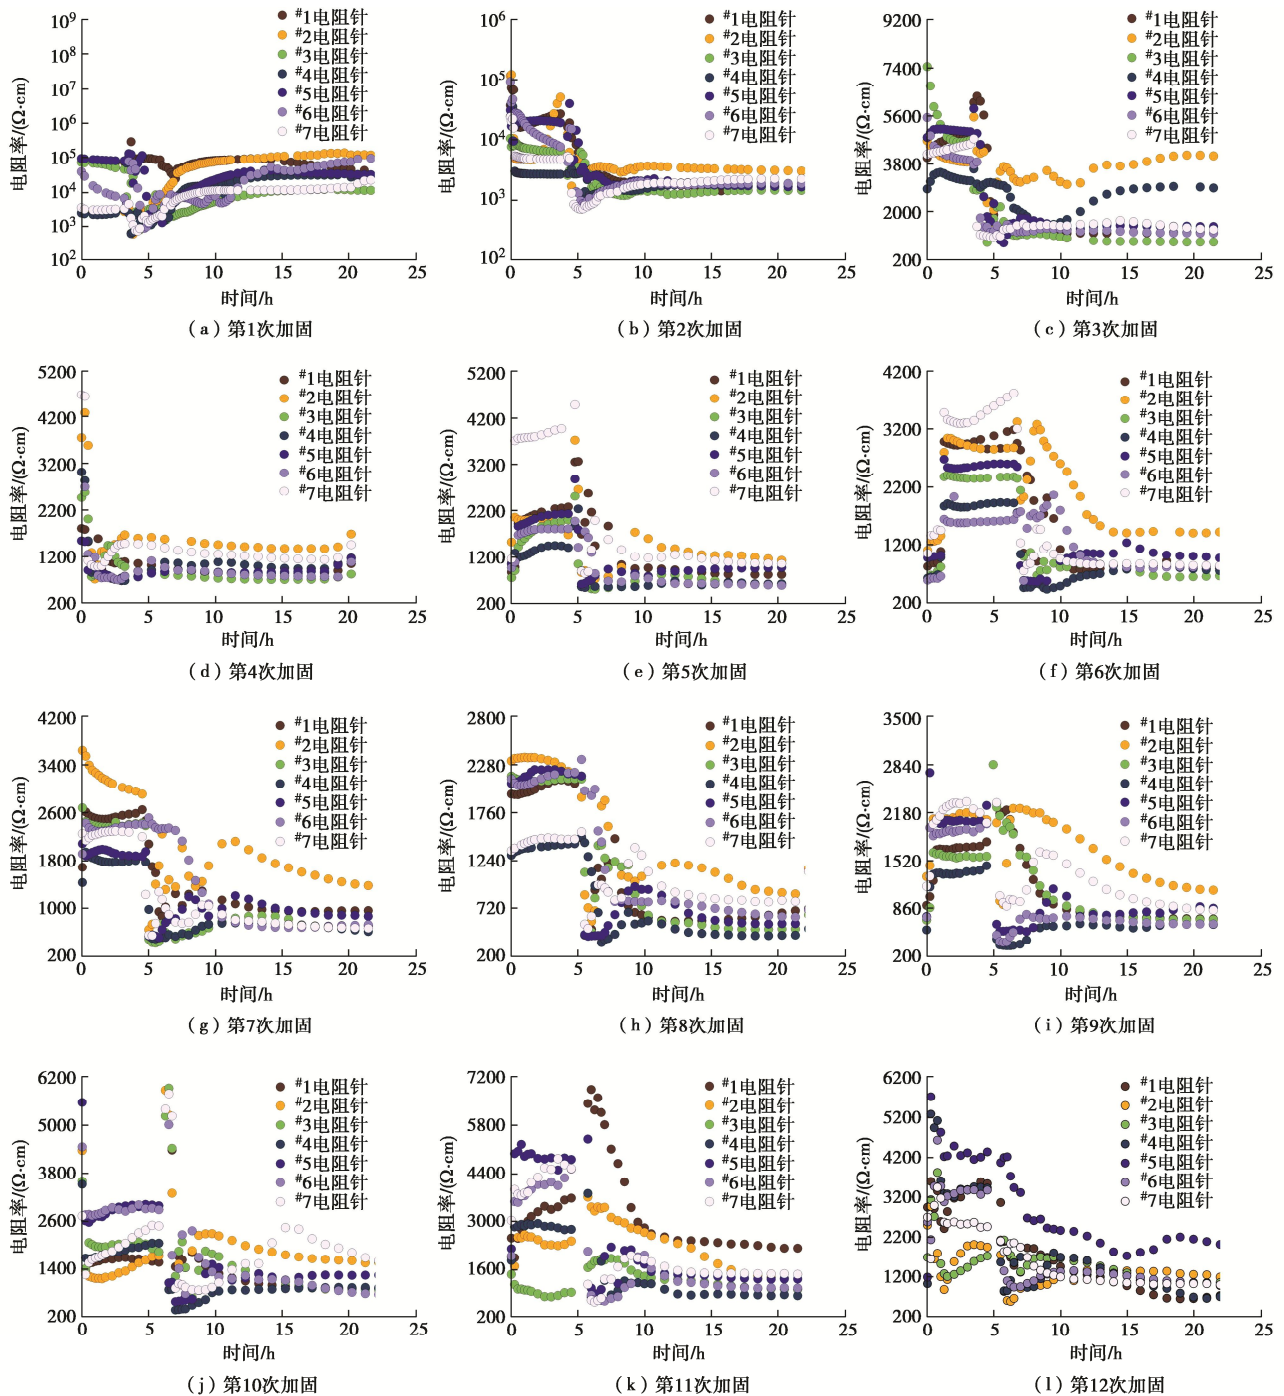 10⁹
10⁸
10⁷
10⁶
10⁵
10⁴
10³
10²
0 5 10 15 20 25
电阻率/(Ω·cm)
时间/h
#1电阻针
#2电阻针
#3电阻针
#4电阻针
#5电阻针
#6电阻针
#7电阻针
(a)第1次加固
10⁶
10⁵
10⁴
10³
10²
0 5 10 15 20 25
电阻率/(Ω·cm)
时间/h
#1电阻针
#2电阻针
#3电阻针
#4电阻针
#5电阻针
#6电阻针
#7电阻针
(b)第2次加固
9200
7400
5600
3800
2000
200
0 5 10 15 20 25
电阻率/(Ω·cm)
时间/h
#1电阻针
#2电阻针
#3电阻针
#4电阻针
#5电阻针
#6电阻针
#7电阻针
(c)第3次加固
5200
4200
3200
2200
1200
200
0 5 10 15 20 25
电阻率/(Ω·cm)
时间/h
#1电阻针
#2电阻针
#3电阻针
#4电阻针
#5电阻针
#6电阻针
#7电阻针
(d)第4次加固
5200
4200
3200
2200
1200
200
0 5 10 15 20 25
电阻率/(Ω·cm)
时间/h
#1电阻针
#2电阻针
#3电阻针
#4电阻针
#5电阻针
#6电阻针
#7电阻针
(e)第5次加固
4200
3200
2200
1200
200
0 5 10 15 20 25
电阻率/(Ω·cm)
时间/h
#1电阻针
#2电阻针
#3电阻针
#4电阻针
#5电阻针
#6电阻针
#7电阻针
(f)第6次加固
4200
3400
2600
1800
1000
200
0 5 10 15 20 25
电阻率/(Ω·cm)
时间/h
#1电阻针
#2电阻针
#3电阻针
#4电阻针
#5电阻针
#6电阻针
#7电阻针
(g)第7次加固
2800
2280
1760
1240
720
200
0 5 10 15 20 25
电阻率/(Ω·cm)
时间/h
#1电阻针
#2电阻针
#3电阻针
#4电阻针
#5电阻针
#6电阻针
#7电阻针
(h)第8次加固
3500
2840
2180
1520
860
200
0 5 10 15 20 25
电阻率/(Ω·cm)
时间/h
#1电阻针
#2电阻针
#3电阻针
#4电阻针
#5电阻针
#6电阻针
#7电阻针
(i)第9次加固
6200
5000
3800
2600
1400
200
0 5 10 15 20 25
电阻率/(Ω·cm)
时间/h
#1电阻针
#2电阻针
#3电阻针
#4电阻针
#5电阻针
#6电阻针
#7电阻针
(j)第10次加固
7200
5800
4400
3000
1600
200
0 5 10 15 20 25
电阻率/(Ω·cm)
时间/h
#1电阻针
#2电阻针
#3电阻针
#4电阻针
#5电阻针
#6电阻针
#7电阻针
(k)第11次加固
6200
5200
4200
3200
2200
1200
200
0 5 10 15 20 25
电阻率/(Ω·cm)
时间/h
#1电阻针
#2电阻针
#3电阻针
#4电阻针
#5电阻针
#6电阻针
#7电阻针
(l)第12次加固